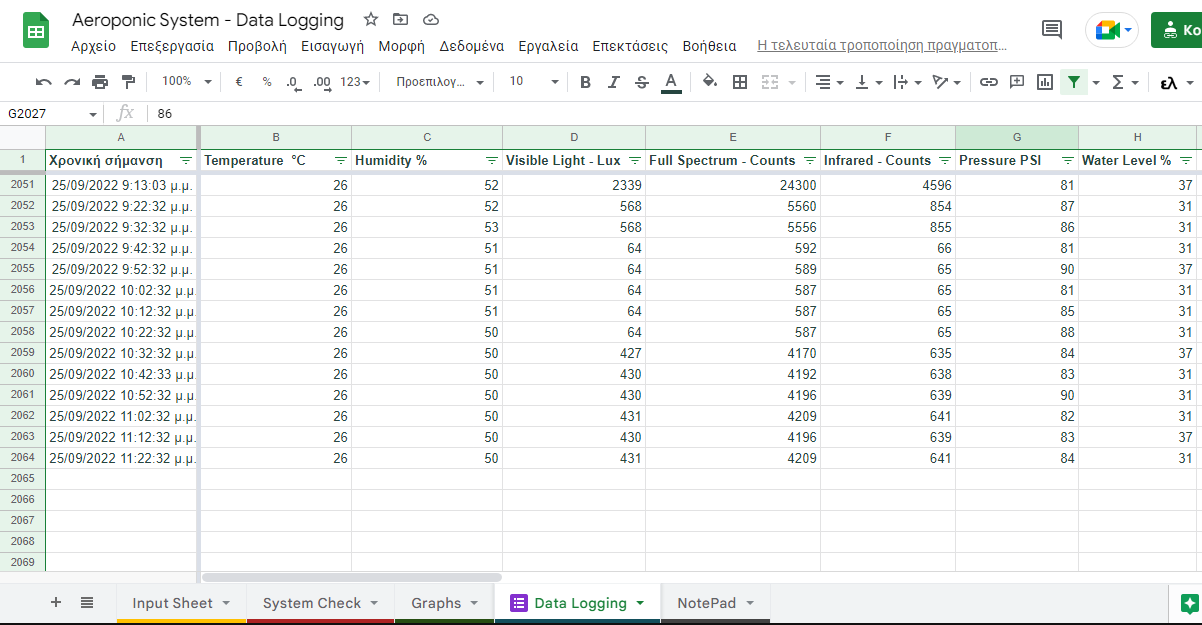 Aeroponic System - Data Logging
Αρχείο Επεξεργασία Προβολή Εισαγωγή Μορφή Δεδομένα Εργαλεία Επεκτάσεις Βοήθεια Η τελευταία τροποποίηση πραγματοπ...
Κο
100% € % .0 .00 123 Προεπιλογ... 10 B I S A Σ ελ
G2027 fx 86
A B C D E F G H
1 Χρονική σήμανση Temperature °C Humidity % Visible Light - Lux Full Spectrum - Counts Infrared - Counts Pressure PSI Water Level %
2051 25/09/2022 9:13:03 μ.μ. 26 52 2339 24300 4596 81 37
2052 25/09/2022 9:22:32 μ.μ. 26 52 568 5560 854 87 31
2053 25/09/2022 9:32:32 μ.μ. 26 53 568 5556 855 86 31
2054 25/09/2022 9:42:32 μ.μ. 26 51 64 592 66 81 31
2055 25/09/2022 9:52:32 μ.μ. 26 51 64 589 65 90 37
2056 25/09/2022 10:02:32 μ.μ. 26 51 64 587 65 81 31
2057 25/09/2022 10:12:32 μ.μ. 26 51 64 587 65 85 31
2058 25/09/2022 10:22:32 μ.μ. 26 50 64 587 65 88 31
2059 25/09/2022 10:32:32 μ.μ. 26 50 427 4170 635 84 37
2060 25/09/2022 10:42:33 μ.μ. 26 50 430 4192 638 83 31
2061 25/09/2022 10:52:32 μ.μ. 26 50 430 4196 639 90 31
2062 25/09/2022 11:02:32 μ.μ. 26 50 431 4209 641 82 31
2063 25/09/2022 11:12:32 μ.μ. 26 50 430 4196 639 83 37
2064 25/09/2022 11:22:32 μ.μ. 26 50 431 4209 641 84 31
2065
2066
2067
2068
2069
Input Sheet System Check Graphs Data Logging NotePad